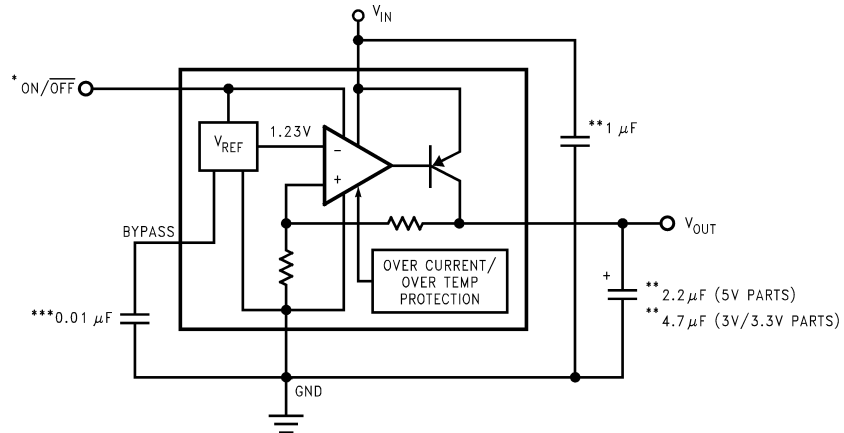 V_IN
* ON/OFF
**1 μF
1.23V
V_REF
−
+
V_OUT
BYPASS
OVER CURRENT/
OVER TEMP
PROTECTION
+
** 2.2 μF (5V PARTS)
** 4.7 μF (3V/3.3V PARTS)
***0.01 μF
GND